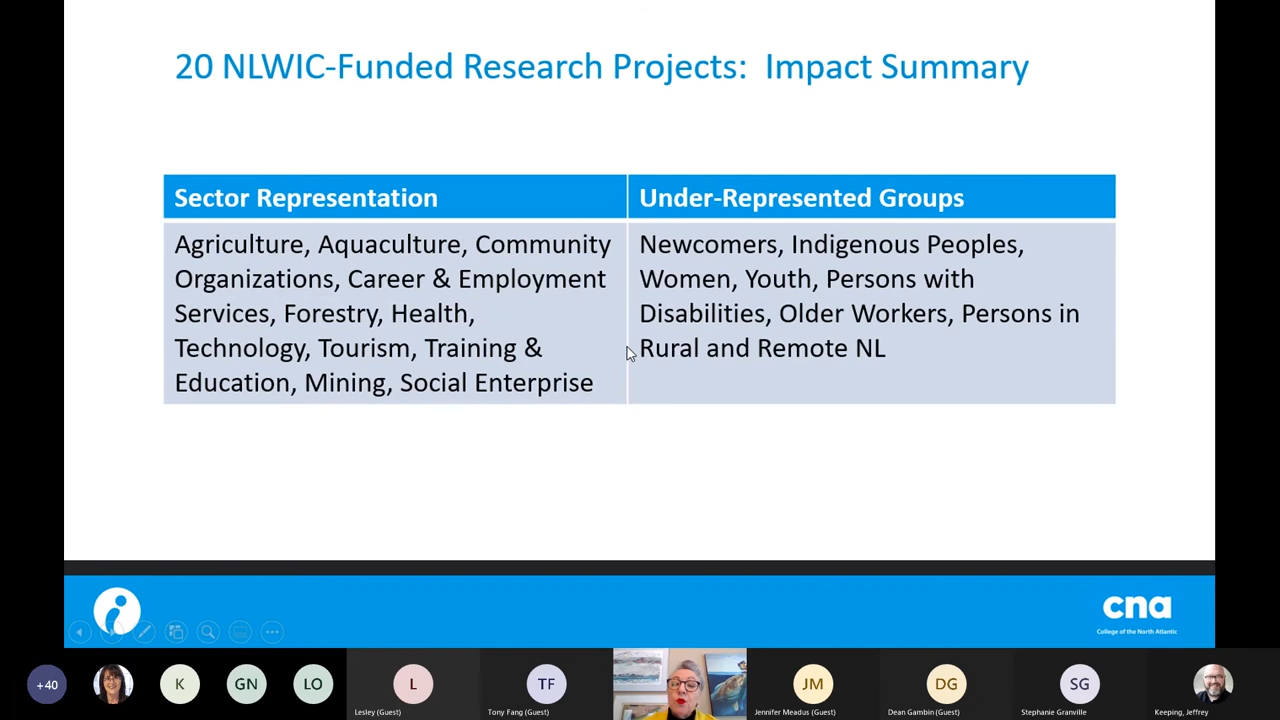 20 NLWIC-Funded Research Projects:  Impact Summary
Sector Representation
Agriculture, Aquaculture, Community
Organizations, Career & Employment
Services, Forestry, Health,
Technology, Tourism, Training &
Education, Mining, Social Enterprise
Under-Represented Groups
Newcomers, Indigenous Peoples,
Women, Youth, Persons with
Disabilities, Older Workers, Persons in
Rural and Remote NL
cna
College of the North Atlantic
+40
K
GN
LO
L
Lesley (Guest)
TF
Tony Fang (Guest)
JM
Jennifer Meadus (Guest)
DG
Dean Gambin (Guest)
SG
Stephanie Granville
Keeping, Jeffrey